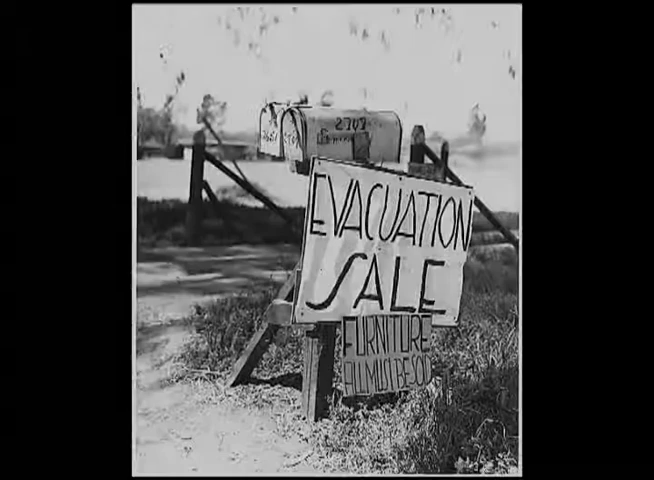 2707
EVACUATION
SALE
FURNITURE
ALL MUST BE SOLD